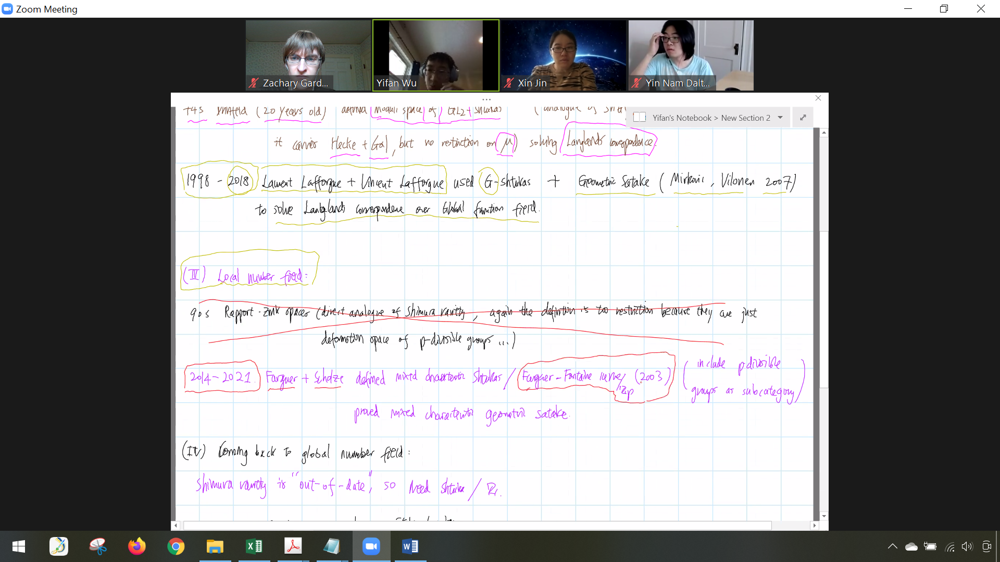 Zoom Meeting
Zachary Gard...
Yifan Wu
Xin Jin
Yin Nam Dalt...
...
Yifan's Notebook > New Section 2
74s Drinfeld (20 years old) defined (Moduli space) of GL2 + shtukas (analogue of
it carries Hecke + Gal, but no restriction on μ) solving Langlands correspondence.
1998 - 2018 Laurent Lafforgue + Vincent Lafforgue used G-shtukas + Geometric Satake (Mirkovic, Vilonen 2007)
to solve Langlands correspondence over Global function field.
(III) Local number field:
90s Rapport-Zink spaces (direct analogue of Shimura variety, again the definition is too restriction because they are just
deformation space of p-divisible groups ...)
2014-2021. Fargues + Scholze defined mixed characteristic Shtukas / Fargues-Fontaine curves (2003) (include p-divisible
"Zp groups as subcategory)
proved mixed characteristic geometric satake.
(IV) Coming back to global number field:
Shimura variety is "out-of-date", so Need Shtuka / Z.